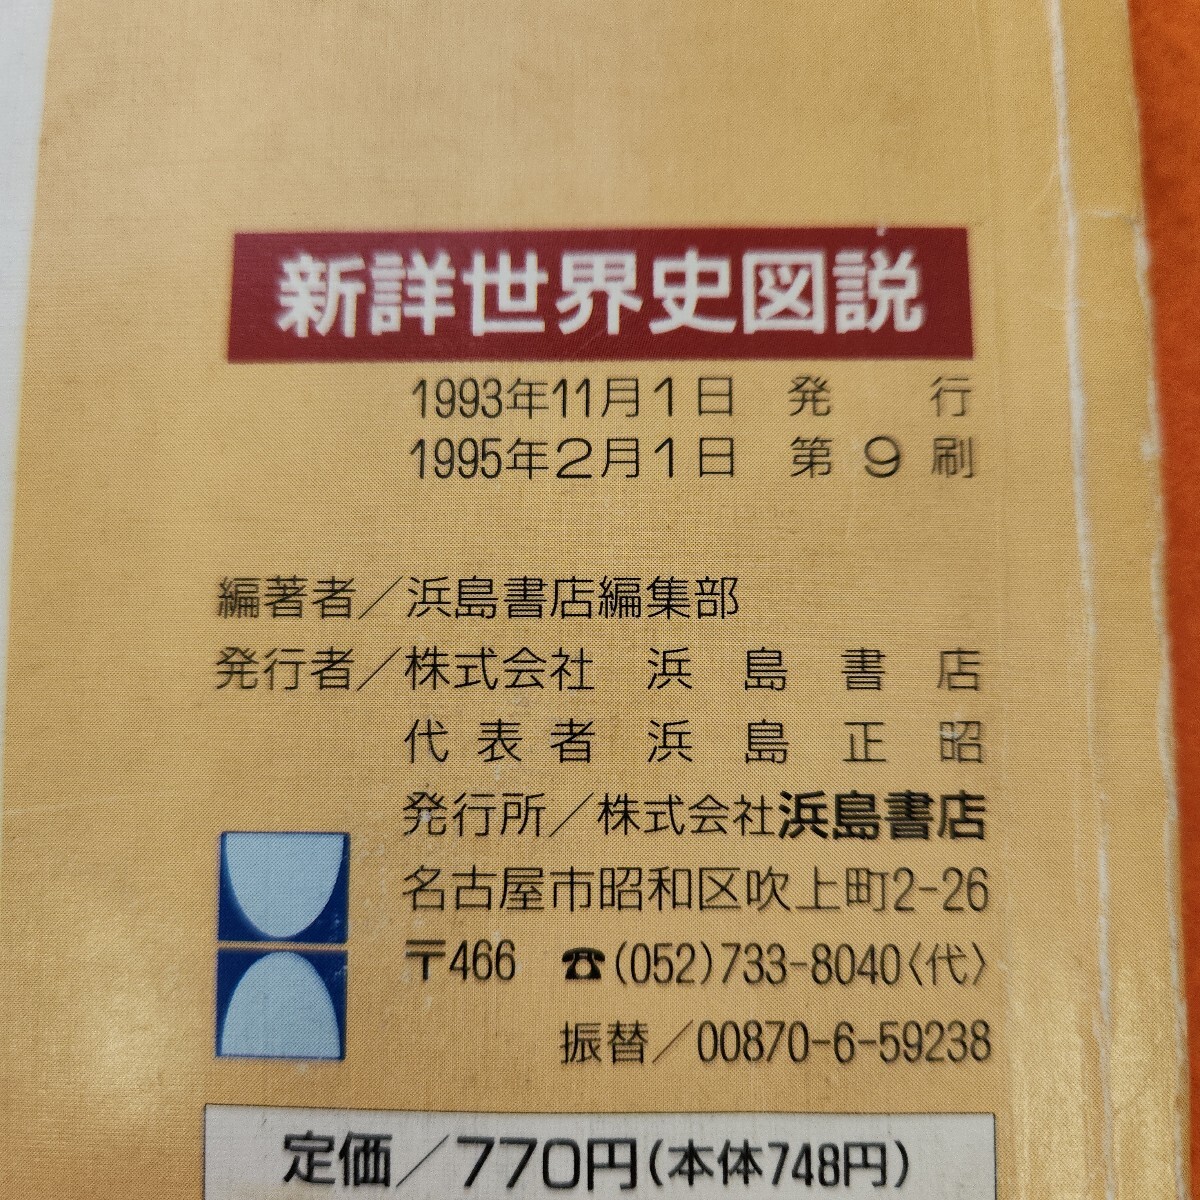 新詳世界史図説
1993年11月1日 発行
1995年2月1日 第9刷
編著者／浜島書店編集部
発行者／株式会社 浜島書店
代表者 浜島正昭
発行所／株式会社浜島書店
名古屋市昭和区吹上町2-26
〒466 ☎(052)733-8040〈代〉
振替／00870-6-59238
定価／770円(本体748円)